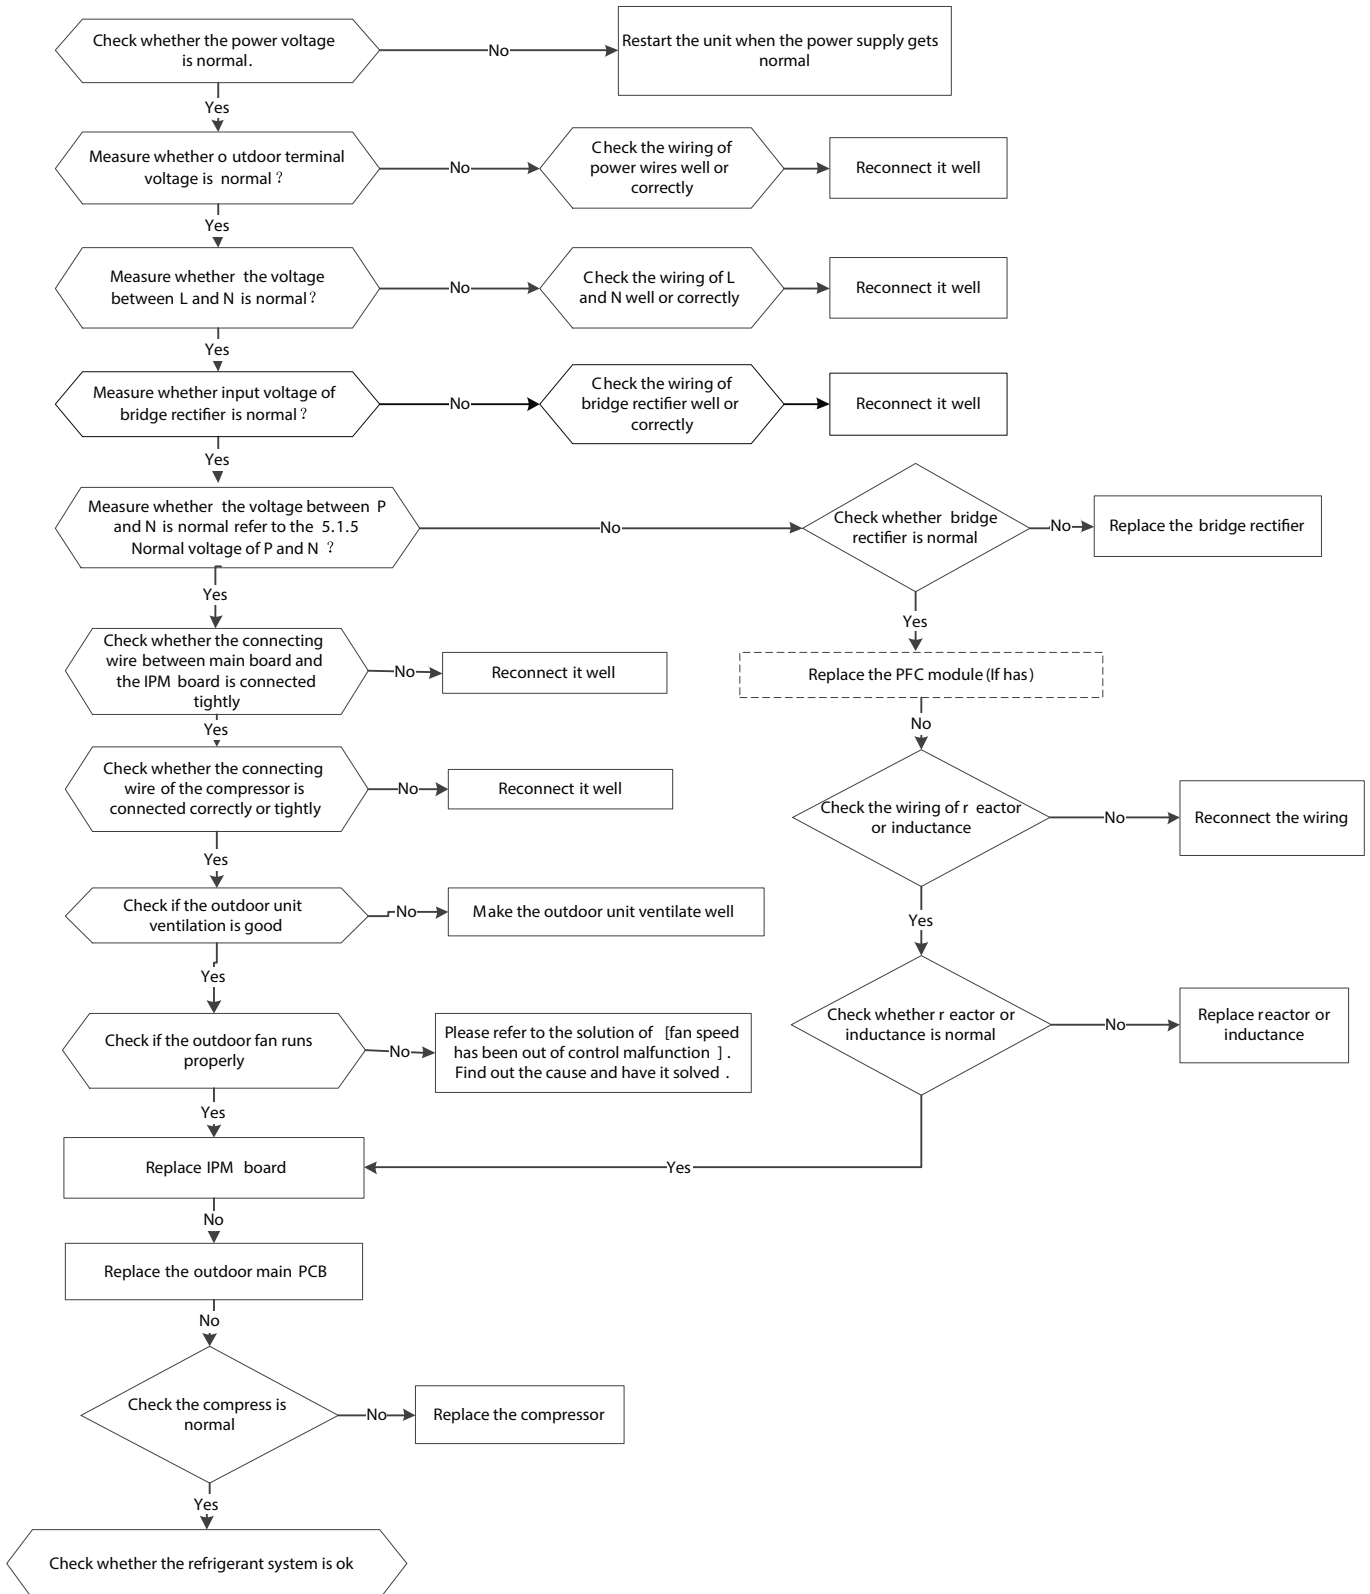 Check whether the power voltage
is normal.
No
Restart the unit when the power supply gets
normal
Yes
Measure whether o utdoor terminal
voltage is normal?
No
Check the wiring of
power wires well or
correctly
Reconnect it well
Yes
Measure whether the voltage
between L and N is normal?
No
Check the wiring of L
and N well or correctly
Reconnect it well
Yes
Measure whether input voltage of
bridge rectifier is normal?
No
Check the wiring of
bridge rectifier well or
correctly
Reconnect it well
Yes
Measure whether the voltage between P
and N is normal refer to the 5.1.5
Normal voltage of P and N ?
No
Check whether bridge
rectifier is normal
No
Replace the bridge rectifier
Yes
Yes
Check whether the connecting
wire between main board and
the IPM board is connected
tightly
No
Reconnect it well
Replace the PFC module (If has)
Yes
No
Check whether the connecting
wire of the compressor is
connected correctly or tightly
No
Reconnect it well
Check the wiring of r eactor
or inductance
No
Reconnect the wiring
Yes
Check if the outdoor unit
ventilation is good
No
Make the outdoor unit ventilate well
Yes
Yes
Check if the outdoor fan runs
properly
No
Please refer to the solution of [fan speed
has been out of control malfunction ] .
Find out the cause and have it solved .
Check whether r eactor or
inductance is normal
No
Replace reactor or
inductance
Yes
Replace IPM board
Yes
No
Replace the outdoor main PCB
No
Check the compress is
normal
No
Replace the compressor
Yes
Check whether the refrigerant system is ok